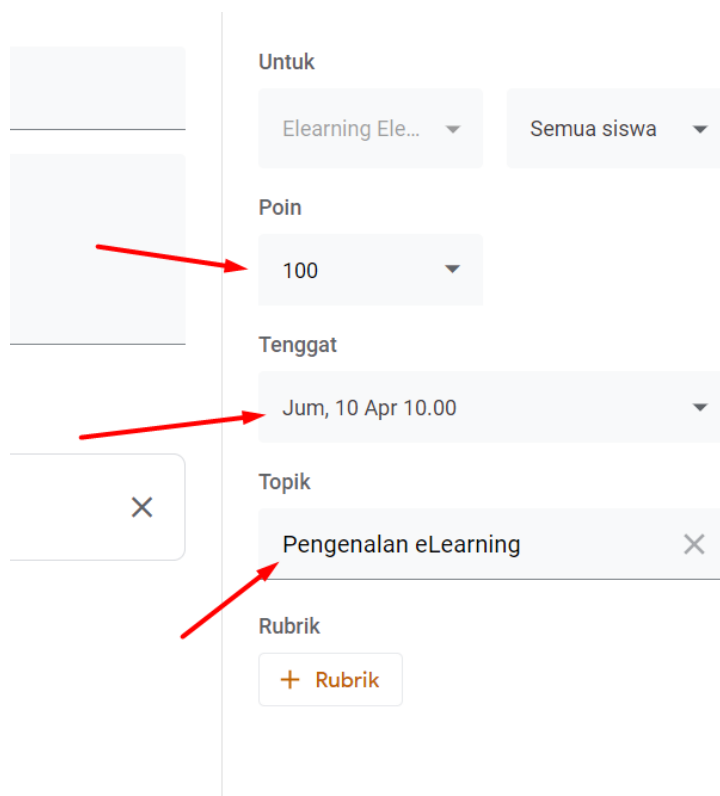 Untuk
Elearning Ele... Semua siswa
Poin
100
Tenggat
Jum, 10 Apr 10.00
Topik
Pengenalan eLearning
Rubrik
+ Rubrik